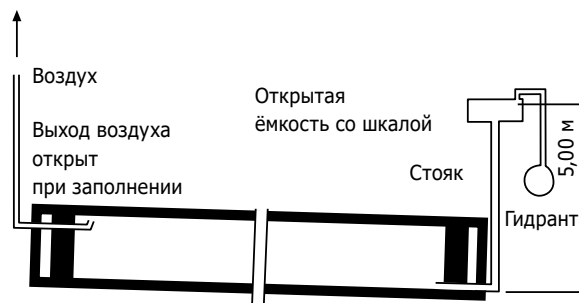 Воздух
Выход воздуха
открыт
при заполнении
Открытая
ёмкость со шкалой
Стояк
5,00 м
Гидрант